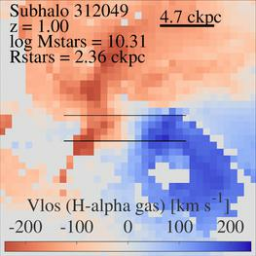 Subhalo 312049
z = 1.00
4.7 ckpc
log Mstars = 10.31
Rstars = 2.36 ckpc
Vlos (H-alpha gas) [km s⁻¹]
-200 -100 0 100 200